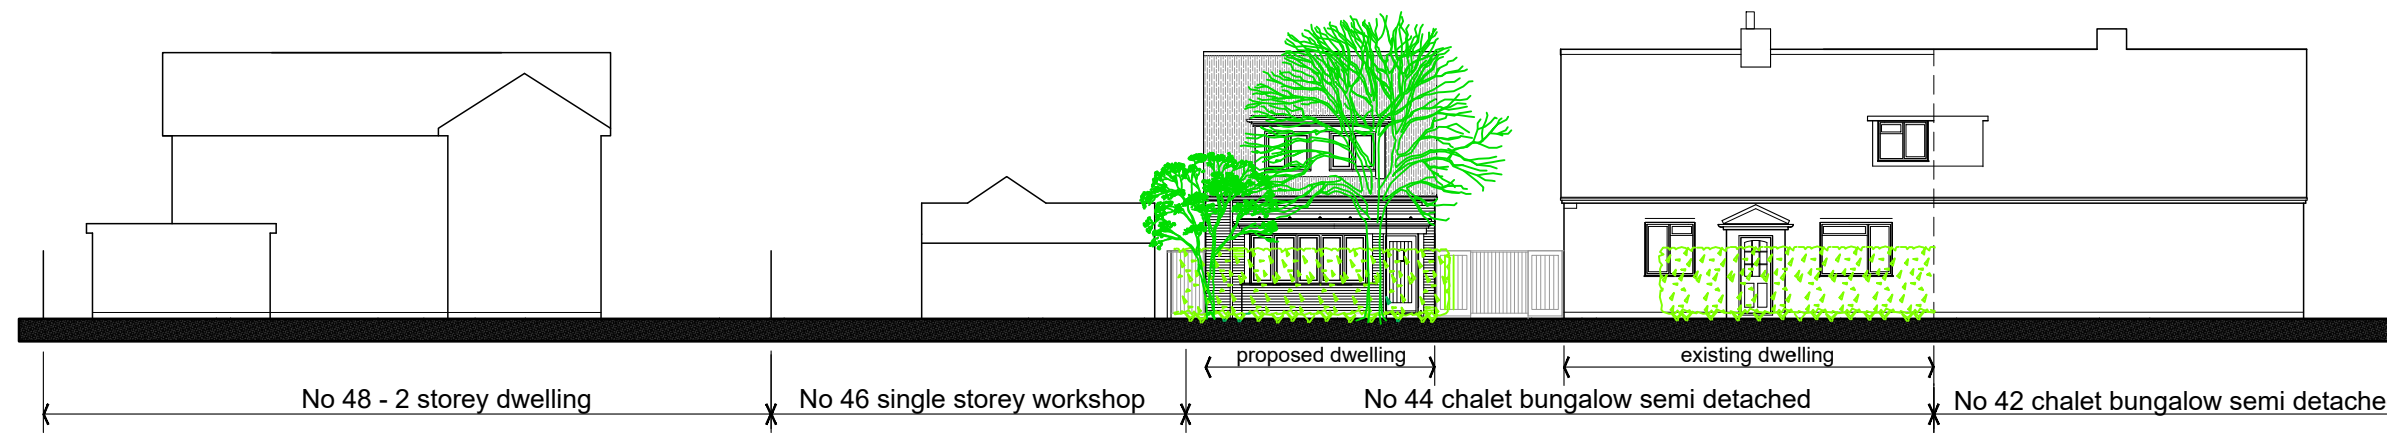 proposed dwelling
existing dwelling
No 48 - 2 storey dwelling
No 46 single storey workshop
No 44 chalet bungalow semi detached
No 42 chalet bungalow semi detache